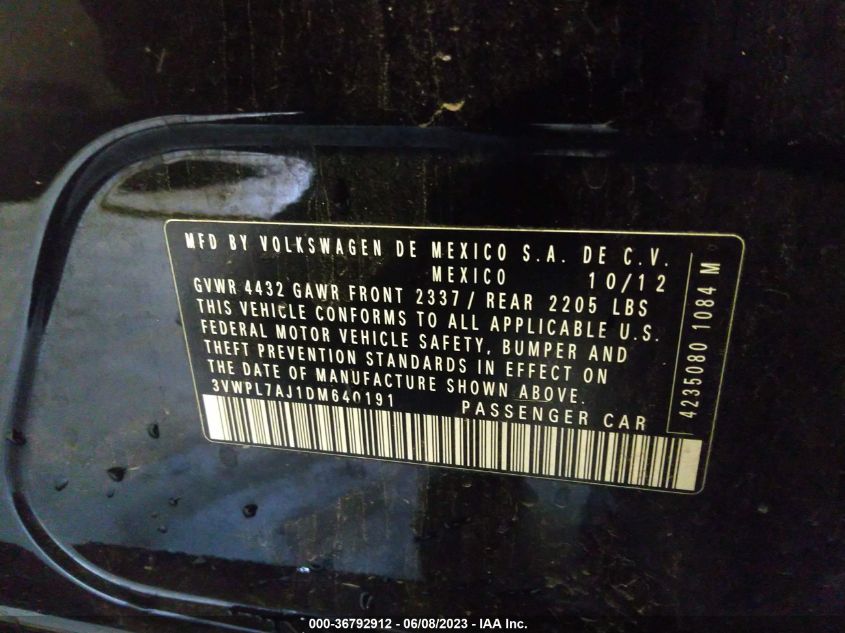 MFD BY VOLKSWAGEN DE MEXICO S.A. DE C.V.
MEXICO 10/12
GVWR 4432 GAWR FRONT 2337 / REAR 2205 LBS
THIS VEHICLE CONFORMS TO ALL APPLICABLE U.S.
FEDERAL MOTOR VEHICLE SAFETY, BUMPER AND
THEFT PREVENTION STANDARDS IN EFFECT ON
THE DATE OF MANUFACTURE SHOWN ABOVE.
3VWPL7AJ1DM640191 PASSENGER CAR
4235080 1084 M
000-36792912 - 06/08/2023 - IAA Inc.